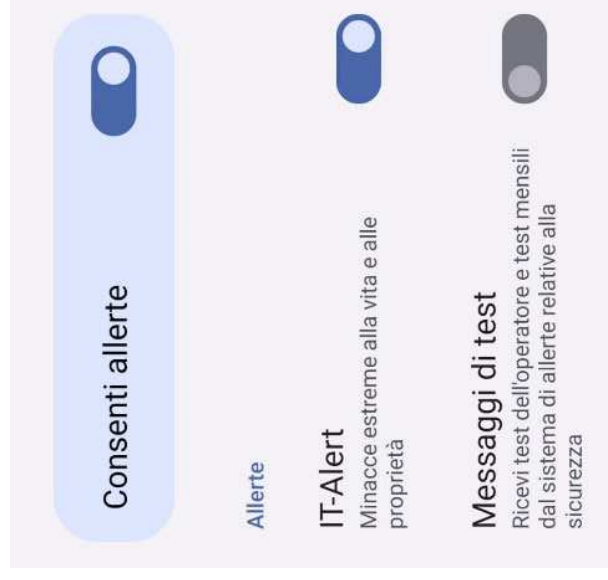 Consenti allerte
Allerte
IT-Alert
Minacce estreme alla vita e alle
proprietà
Messaggi di test
Ricevi test dell'operatore e test mensili
dal sistema di allerte relative alla
sicurezza